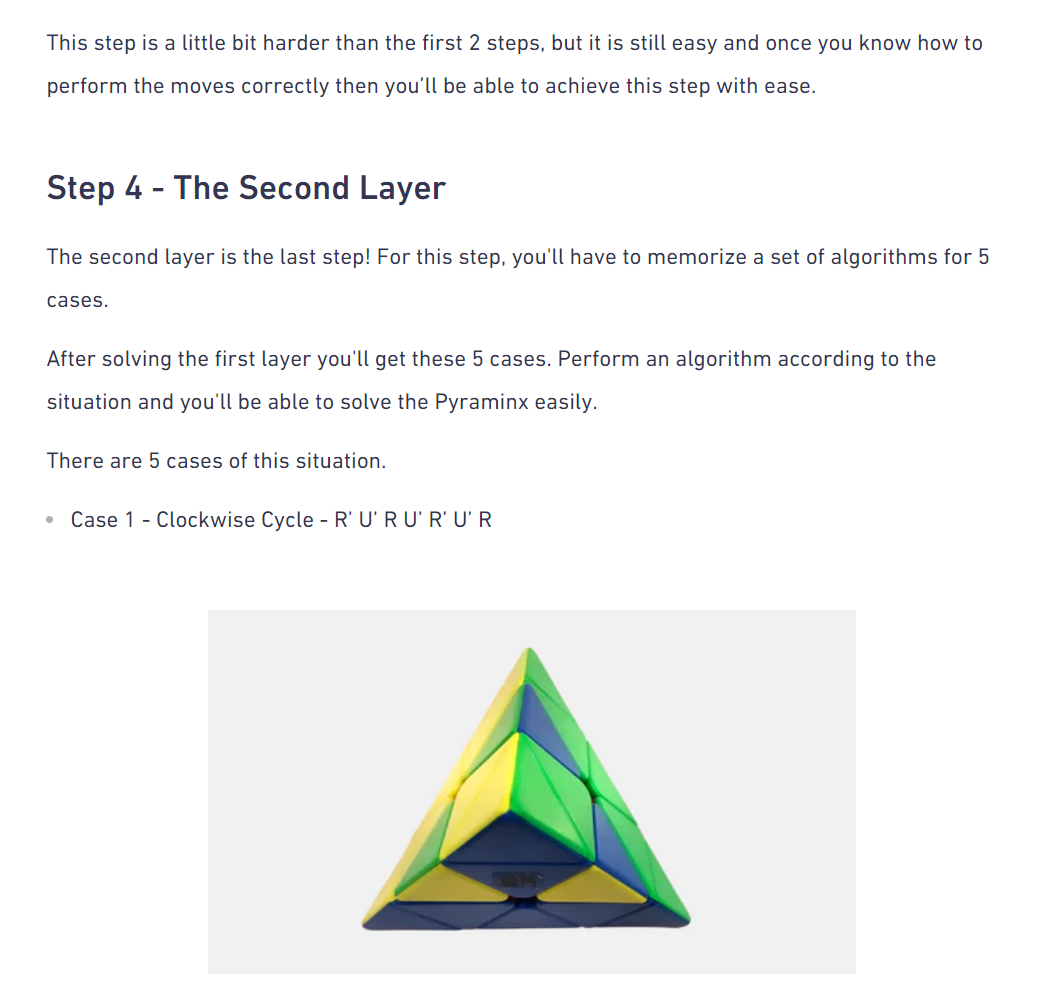 This step is a little bit harder than the first 2 steps, but it is still easy and once you know how to
perform the moves correctly then you’ll be able to achieve this step with ease.
Step 4 - The Second Layer
The second layer is the last step! For this step, you'll have to memorize a set of algorithms for 5
cases.
After solving the first layer you'll get these 5 cases. Perform an algorithm according to the
situation and you'll be able to solve the Pyraminx easily.
There are 5 cases of this situation.
Case 1 - Clockwise Cycle - R’ U’ R U’ R’ U’ R